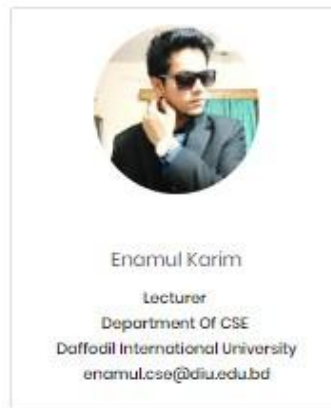 Enamul Karim
Lecturer
Department Of CSE
Daffodil International University
enamul.cse@diu.edu.bd